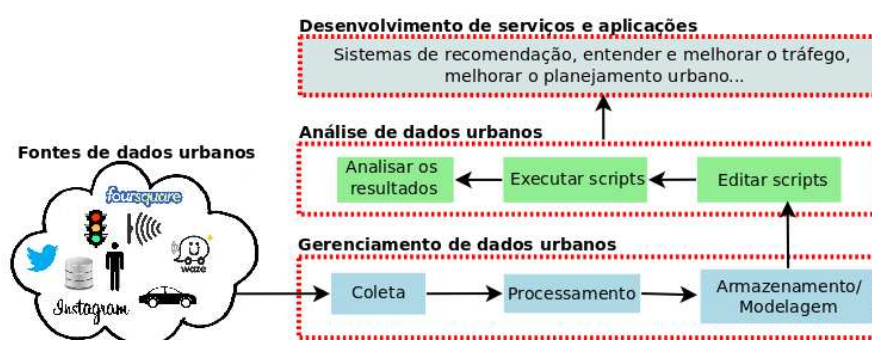 Desenvolvimento de serviços e aplicações
Sistemas de recomendação, entender e melhorar o tráfego,
melhorar o planejamento urbano...
Análise de dados urbanos
Analisar os
resultados
Executar scripts
Editar scripts
Fontes de dados urbanos
foursquare
waze
Instagram
Gerenciamento de dados urbanos
Coleta
Processamento
Armazenamento/
Modelagem